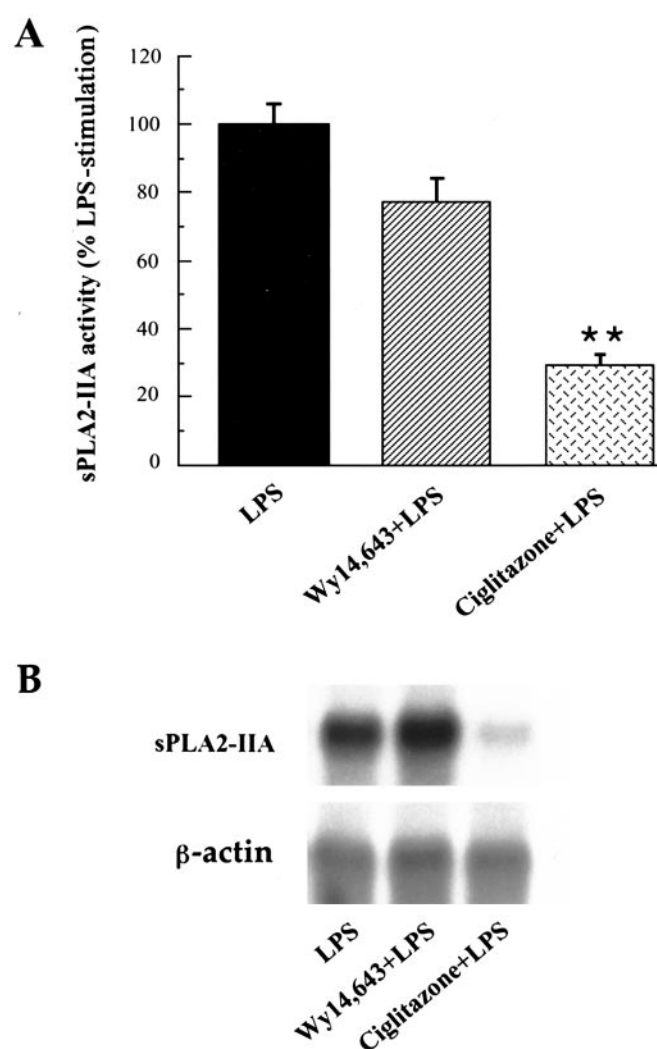 A
sPLA2-IIA activity (% LPS-stimulation )
120
100
80
60
40
20
0
**
LPS
Wy14,643+LPS
Ciglitazone+LPS
B
sPLA2-IIA
β-actin
LPS
Wy14,643+LPS
Ciglitazone+LPS